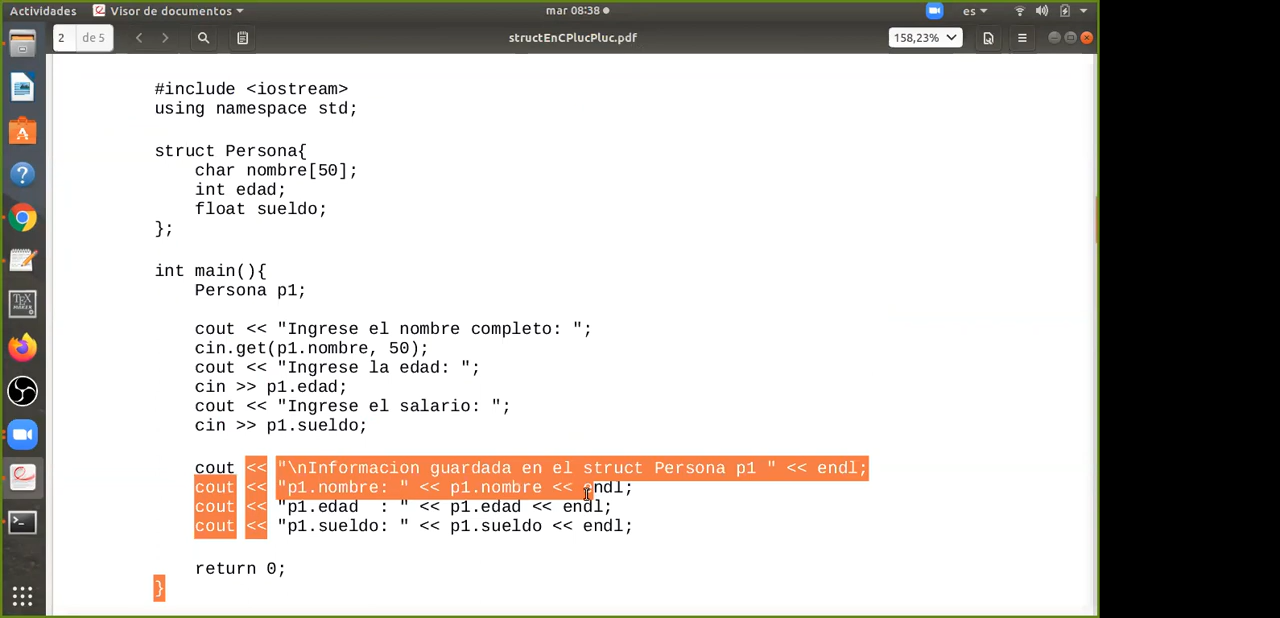 Actividades
Visor de documentos
mar 08:38
es
2
de 5
structEnCPlucPluc.pdf
158,23%
#include <iostream>
using namespace std;
struct Persona{
char nombre[50];
int edad;
float sueldo;
};
int main(){
Persona p1;
cout << "Ingrese el nombre completo: ";
cin.get(p1.nombre, 50);
cout << "Ingrese la edad: ";
cin >> p1.edad;
cout << "Ingrese el salario: ";
cin >> p1.sueldo;
cout << "\nInformacion guardada en el struct Persona p1 " << endl;
cout << "p1.nombre: " << p1.nombre << endl;
cout << "p1.edad  : " << p1.edad << endl;
cout << "p1.sueldo: " << p1.sueldo << endl;
return 0;
}